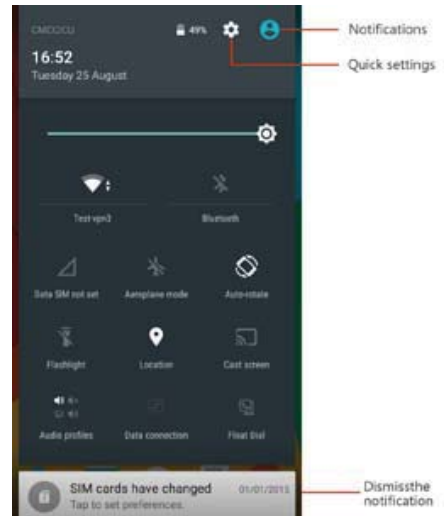 CMCCCU
49%
Notifications
16:52
Quick settings
Tuesday 25 August
Test vpn3
Bluetooth
Data SIM not set
Aeroplane mode
Auto-rotate
Flashlight
Location
Cast screen
Audio profiles
Data connection
Float Dial
SIM cards have changed
01/01/2015
Tap to set preferences.
Dismissthe
notification